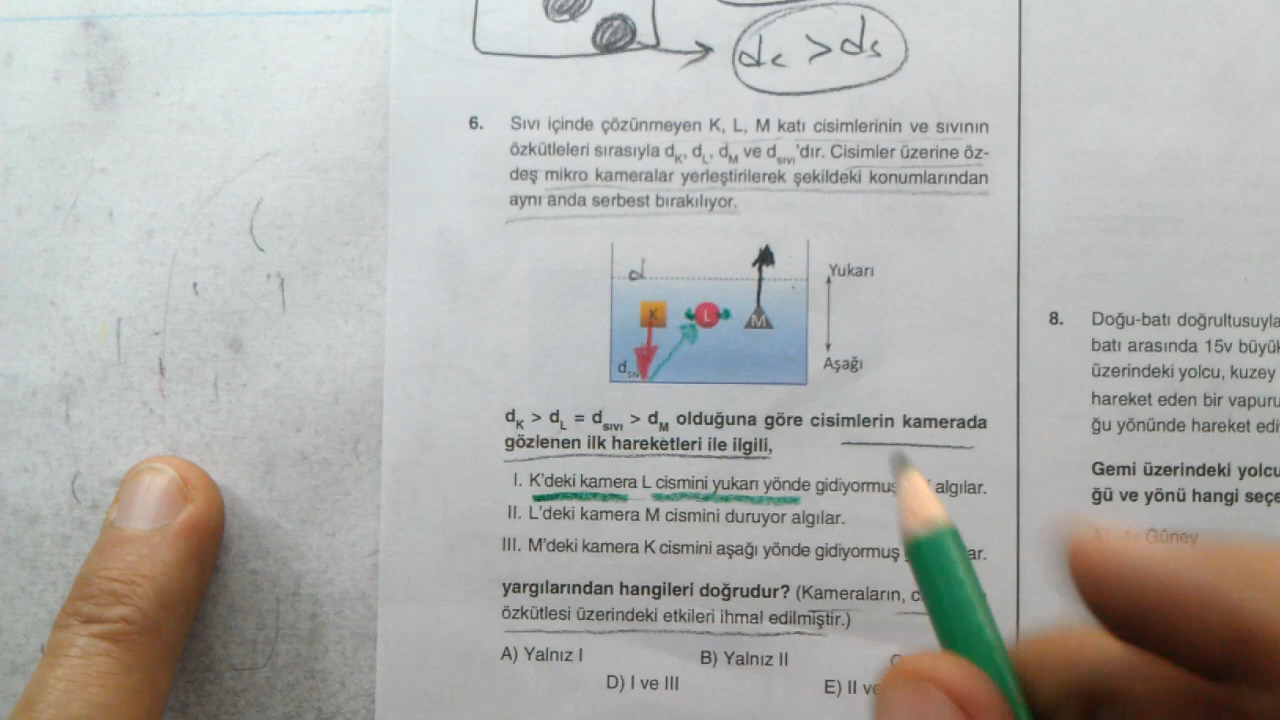 dc > ds
6. Sıvı içinde çözünmeyen K, L, M katı cisimlerinin ve sıvının
özkütleleri sırasıyla dK, dL, dM ve dsıvı'dır. Cisimler üzerine öz-
deş mikro kameralar yerleştirilerek şekildeki konumlarından
aynı anda serbest bırakılıyor.
d
Yukarı
K L M
dsıv
Aşağı
dK > dL = dsıvı > dM olduğuna göre cisimlerin kamerada
gözlenen ilk hareketleri ile ilgili,
I. K'deki kamera L cismini yukarı yönde gidiyormuş algılar.
II. L'deki kamera M cismini duruyor algılar.
III. M'deki kamera K cismini aşağı yönde gidiyormuş
yargılarından hangileri doğrudur? (Kameraların,
özkütlesi üzerindeki etkileri ihmal edilmiştir.)
A) Yalnız I B) Yalnız II
D) I ve III E) II ve
8. Doğu-batı doğrultusuyla
batı arasında 15v büyük
üzerindeki yolcu, kuzey
hareket eden bir vapuru
ğu yönünde hareket edi
Gemi üzerindeki yolcu
ğü ve yönü hangi seçe
Güney